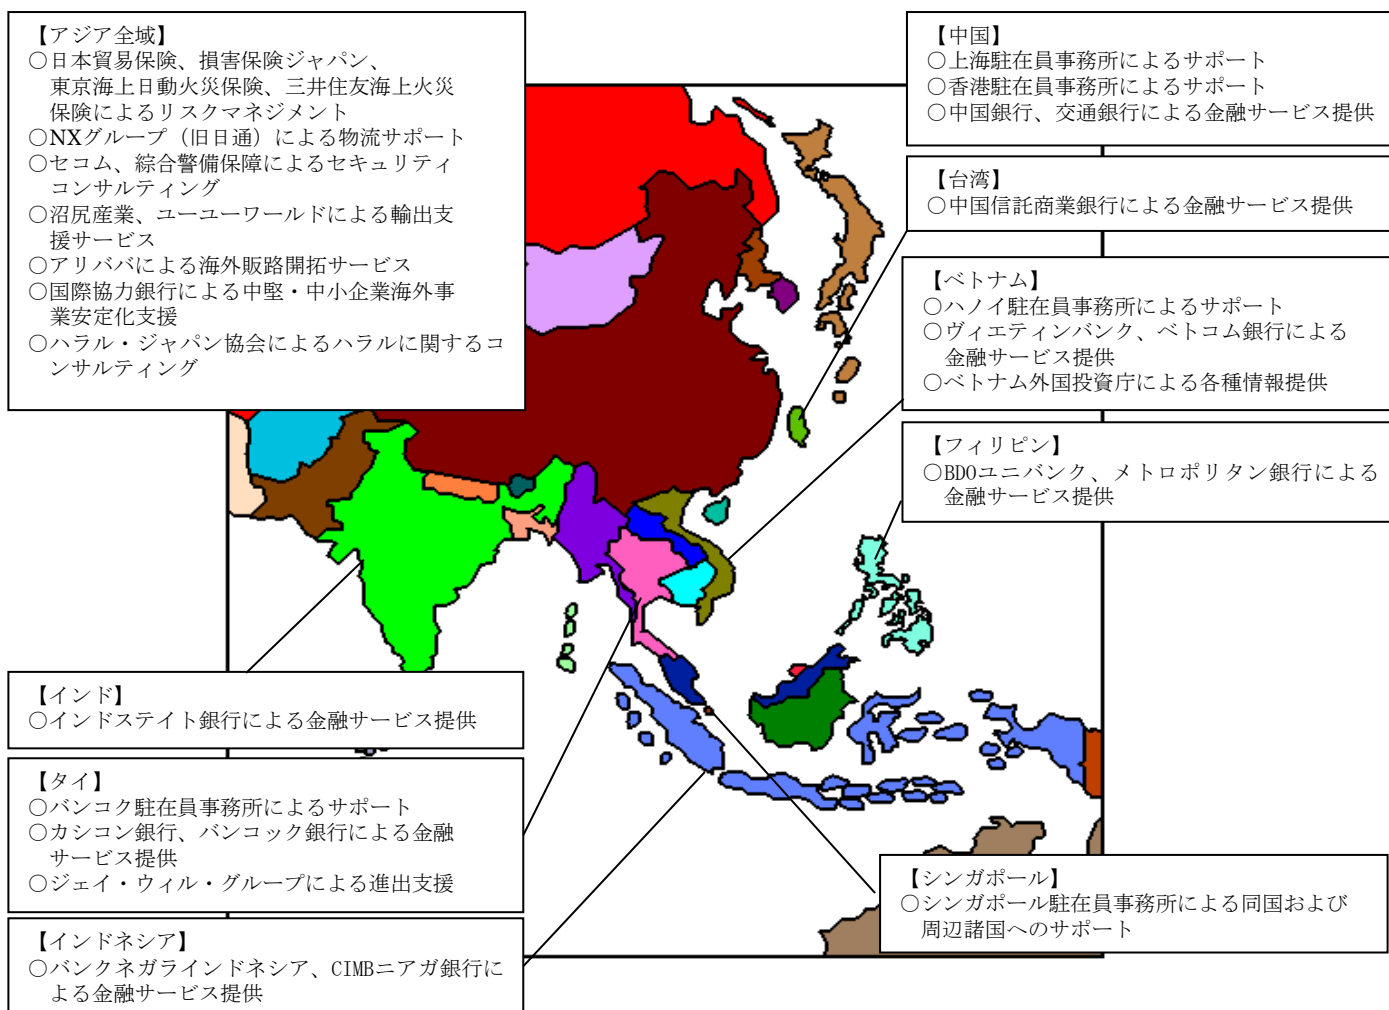 【アジア全域】
○日本貿易保険、損害保険ジャパン、
東京海上日動火災保険、三井住友海上火災
保険によるリスクマネジメント
○NXグループ（旧日通）による物流サポート
○セコム、綜合警備保障によるセキュリティ
コンサルティング
○沼尻産業、ユーユーワールドによる輸出支
援サービス
○アリババによる海外販路開拓サービス
○国際協力銀行による中堅・中小企業海外事
業安定化支援
○ハラル・ジャパン協会によるハラルに関するコ
ンサルティング
【中国】
○上海駐在員事務所によるサポート
○香港駐在員事務所によるサポート
○中国銀行、交通銀行による金融サービス提供
【台湾】
○中国信託商業銀行による金融サービス提供
【ベトナム】
○ハノイ駐在員事務所によるサポート
○ヴィエティンバンク、ベトコム銀行による
金融サービス提供
○ベトナム外国投資庁による各種情報提供
【フィリピン】
○BDOユニバンク、メトロポリタン銀行による
金融サービス提供
【インド】
○インドステイト銀行による金融サービス提供
【タイ】
○バンコク駐在員事務所によるサポート
○カシコン銀行、バンコック銀行による金融
サービス提供
○ジェイ・ウィル・グループによる進出支援
【インドネシア】
○バンクネガラインドネシア、CIMBニアガ銀行に
よる金融サービス提供
【シンガポール】
○シンガポール駐在員事務所による同国および
周辺諸国へのサポート